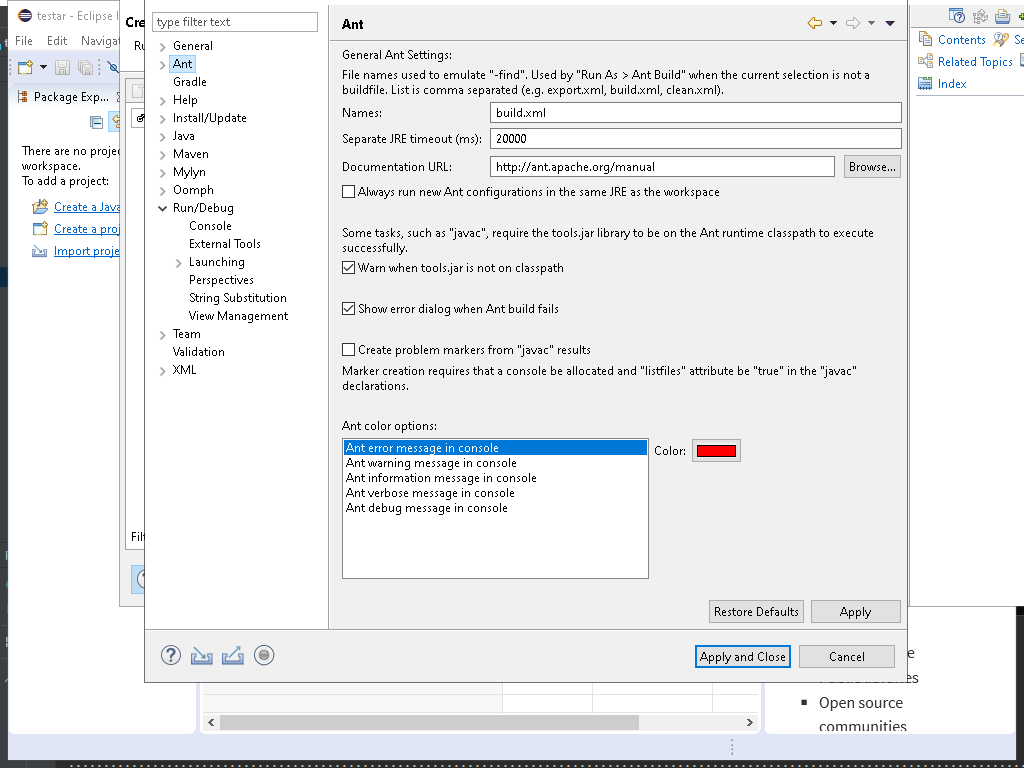 testar - Eclipse I
File Edit Navigat
Package Exp...
There are no projec
workspace.
To add a project:
Create a Java
Create a proj
Import proje
Cre
Ru
Filt
type filter text
General
Ant
Gradle
Help
Install/Update
Java
Maven
Mylyn
Oomph
Run/Debug
Console
External Tools
Launching
Perspectives
String Substitution
View Management
Team
Validation
XML
Ant
General Ant Settings:
File names used to emulate "-find". Used by "Run As > Ant Build" when the current selection is not a
buildfile. List is comma separated (e.g. export.xml, build.xml, clean.xml).
Names: build.xml
Separate JRE timeout (ms): 20000
Documentation URL: http://ant.apache.org/manual Browse...
Always run new Ant configurations in the same JRE as the workspace
Some tasks, such as "javac", require the tools.jar library to be on the Ant runtime classpath to execute
successfully.
Warn when tools.jar is not on classpath
Show error dialog when Ant build fails
Create problem markers from "javac" results
Marker creation requires that a console be allocated and "listfiles" attribute be "true" in the "javac"
declarations.
Ant color options:
Ant error message in console
Ant warning message in console
Ant information message in console
Ant verbose message in console
Ant debug message in console
Color:
Restore Defaults Apply
Apply and Close Cancel
Contents Se
Related Topics
Index
Open source
communities